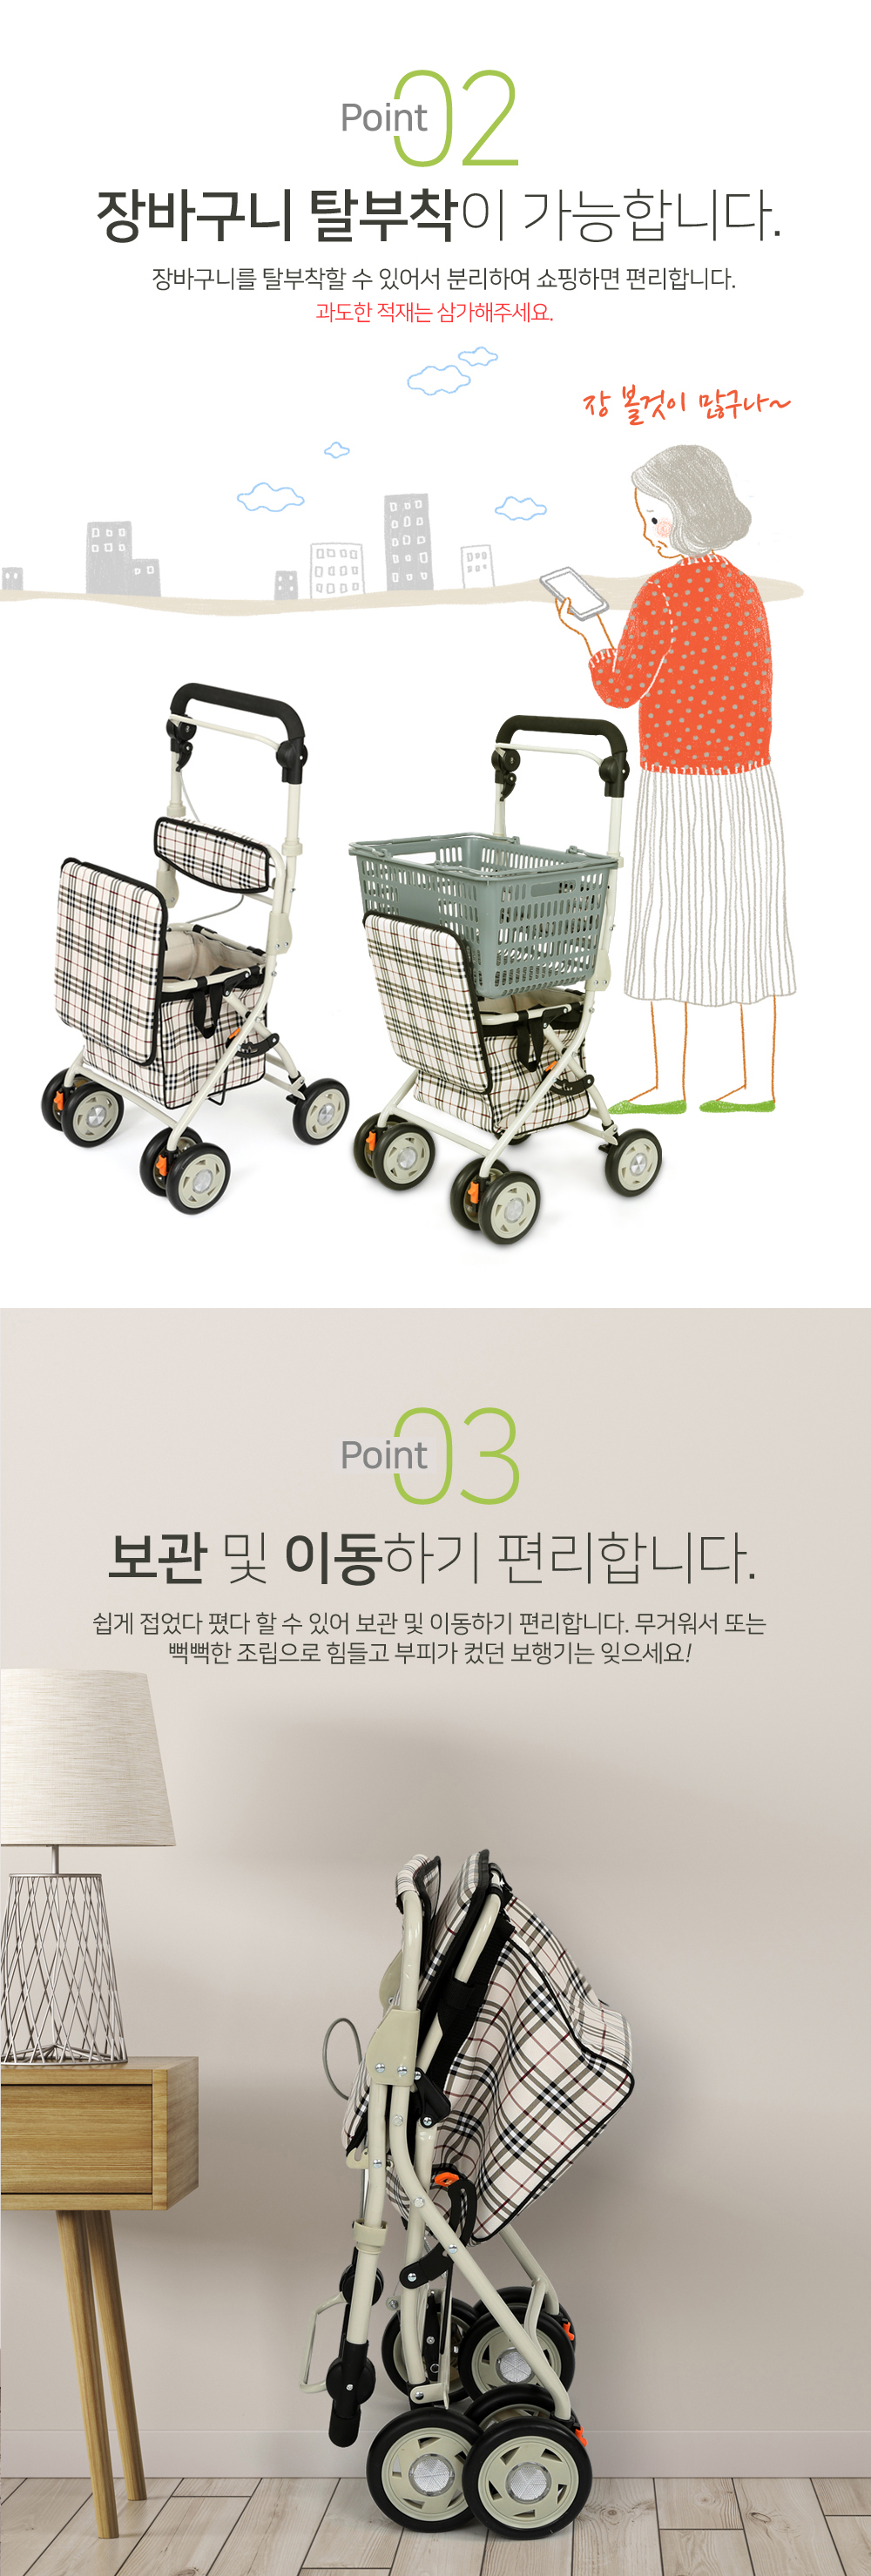 Point 02
장바구니 탈부착이 가능합니다.
장바구니를 탈부착할 수 있어서 분리하여 쇼핑하면 편리합니다.
과도한 적재는 삼가해주세요.
장 볼것이 많구나~
Point 03
보관 및 이동하기 편리합니다.
쉽게 접었다 폈다 할 수 있어 보관 및 이동하기 편리합니다. 무거워서 또는
뻑뻑한 조립으로 힘들고 부피가 컸던 보행기는 잊으세요!